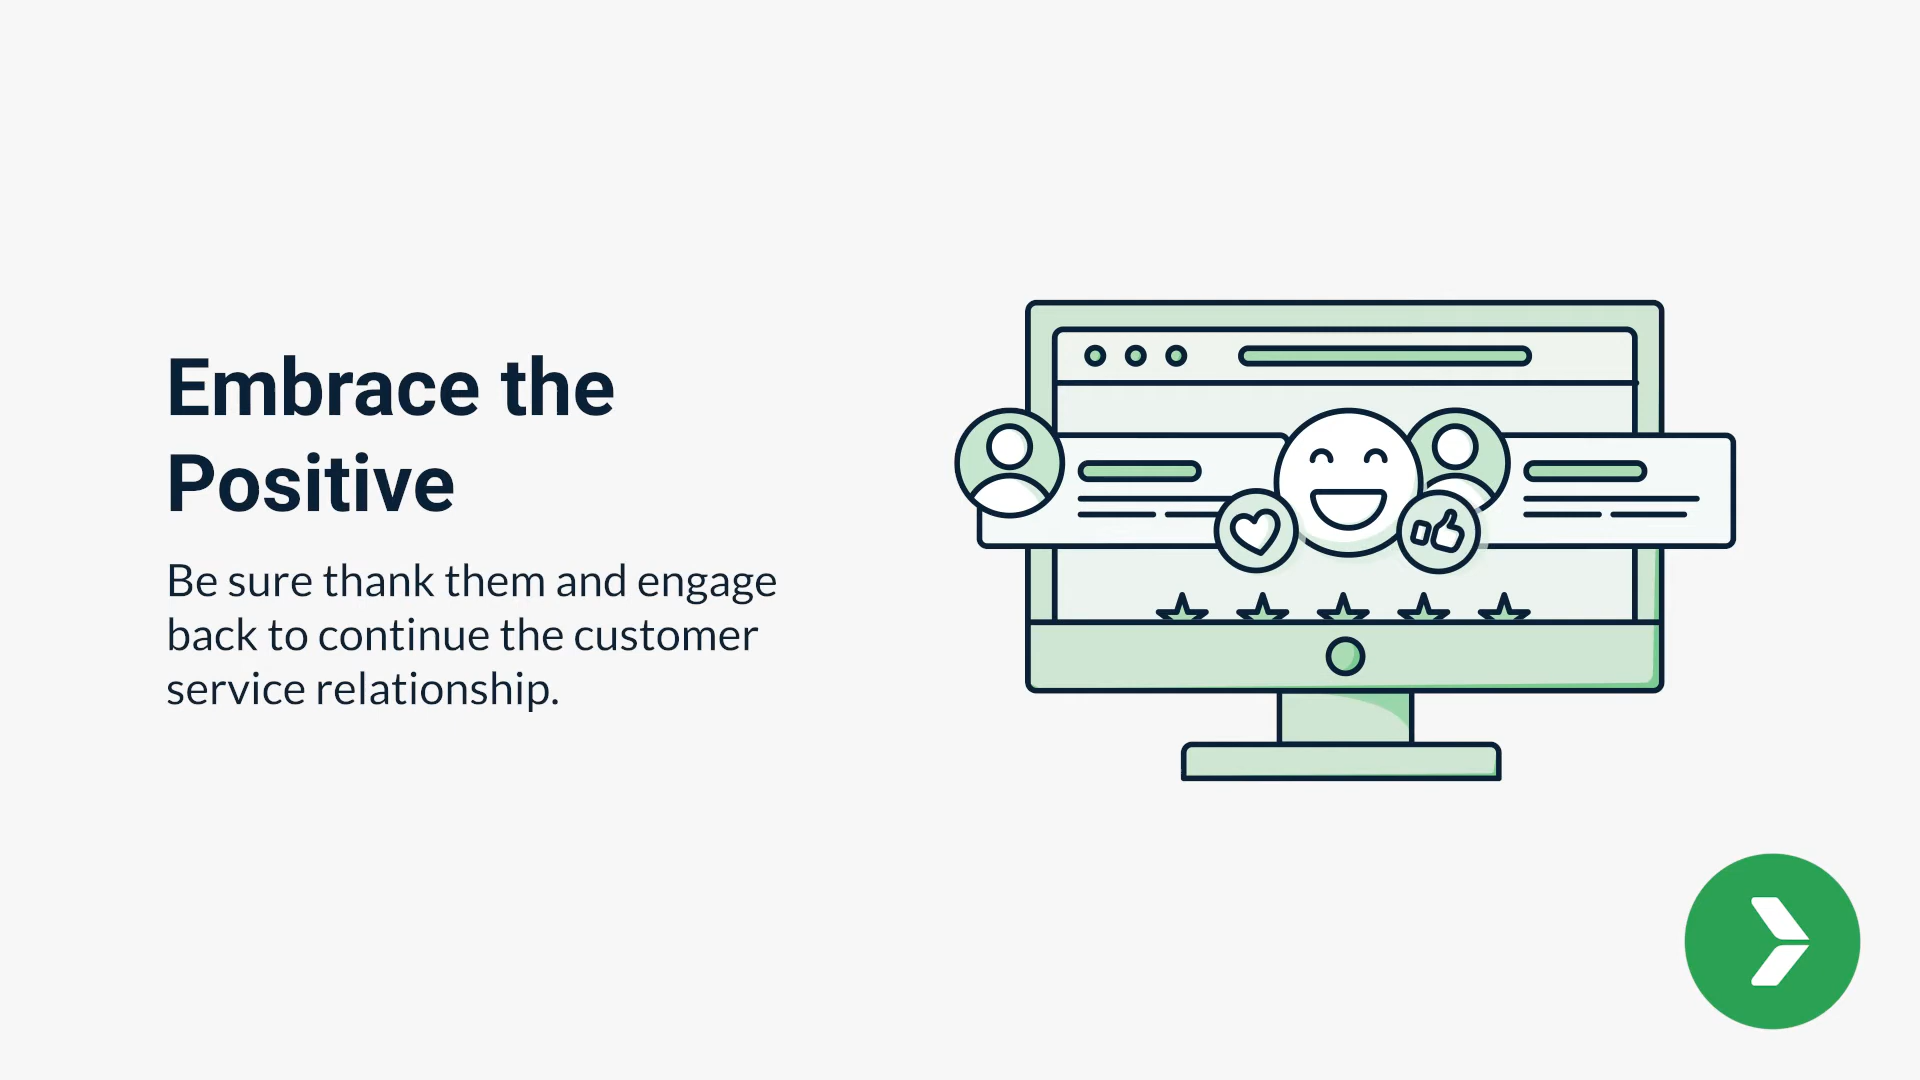 Embrace the
Positive
Be sure thank them and engage
back to continue the customer
service relationship.